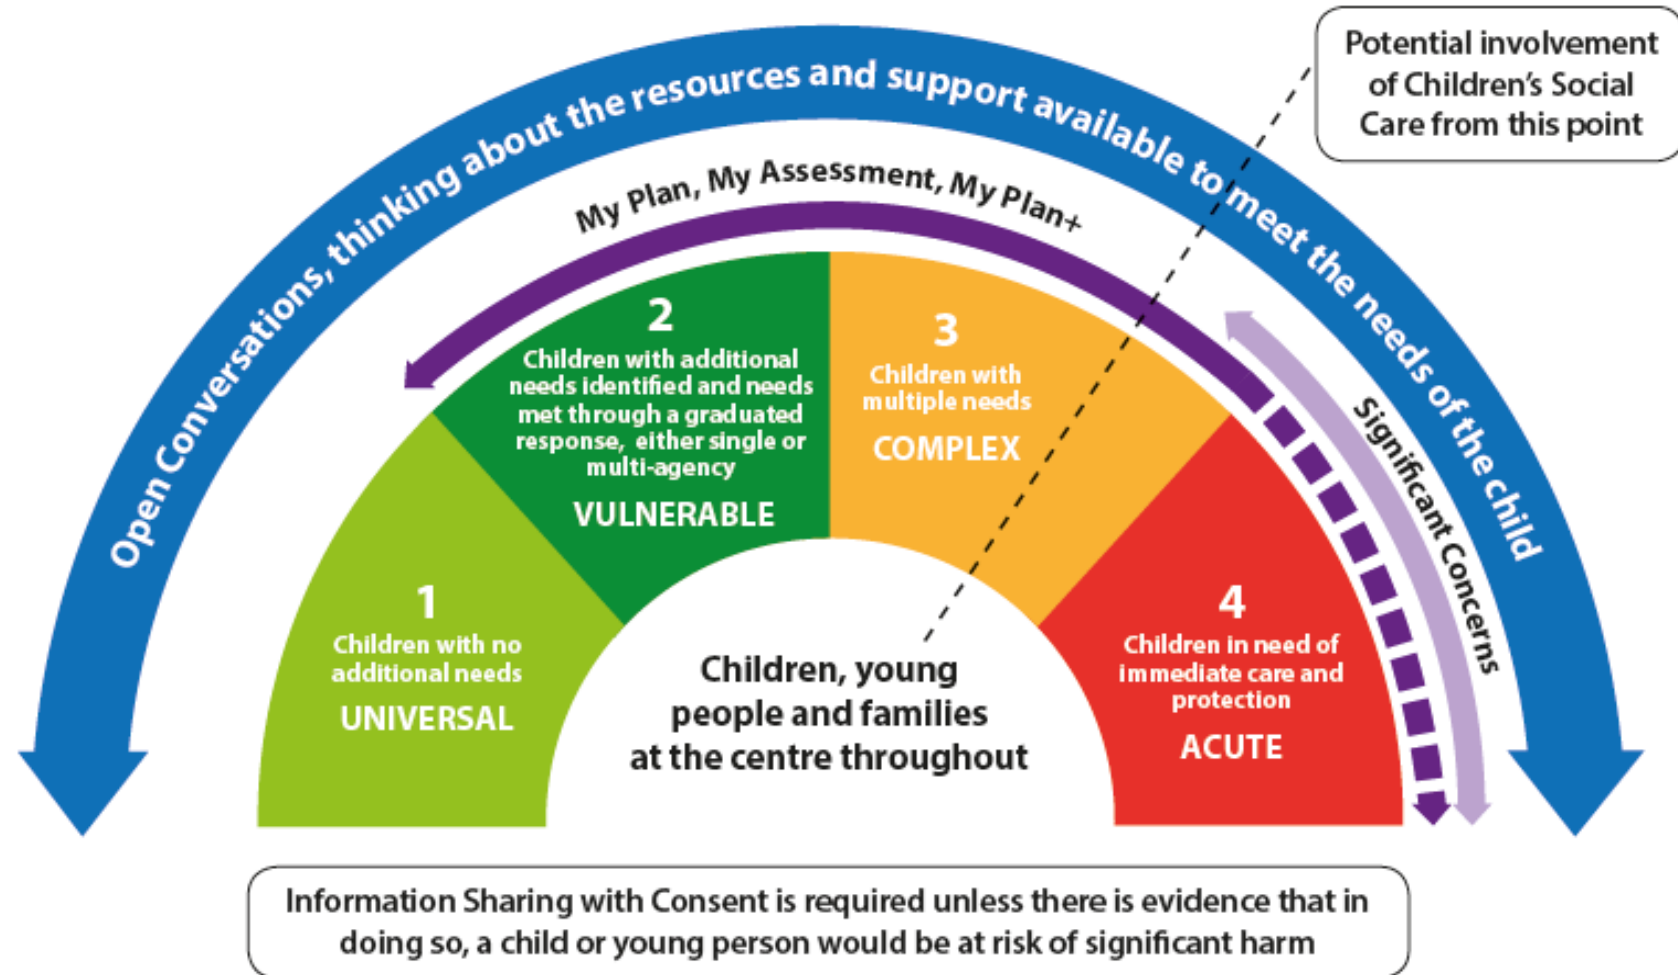 Potential involvement
of Children's Social
Care from this point
Open Conversations, thinking about the resources and support available to meet the needs of the child
My Plan, My Assessment, My Plan+
Significant Concerns
1
Children with no
additional needs
UNIVERSAL
2
Children with additional
needs identified and needs
met through a graduated
response, either single or
multi-agency
VULNERABLE
3
Children with
multiple needs
COMPLEX
4
Children in need of
immediate care and
protection
ACUTE
Children, young
people and families
at the centre throughout
Information Sharing with Consent is required unless there is evidence that in
doing so, a child or young person would be at risk of significant harm